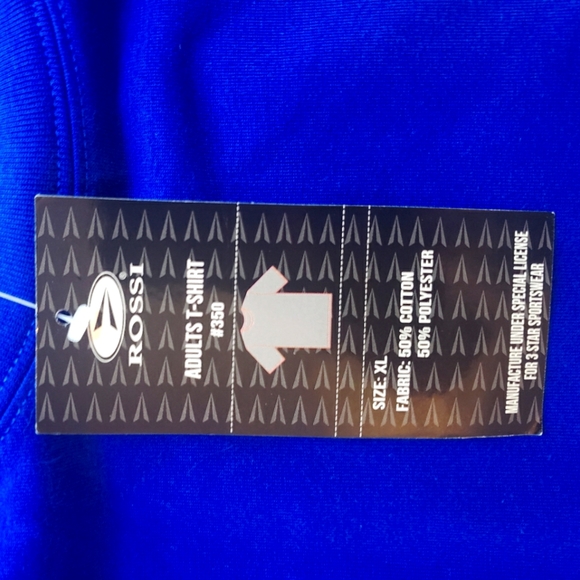 ROSSI®
ADULTS T-SHIRT
#350
SIZE: XL
FABRIC: 50% COTTON
50% POLYESTER
MANUFACTURE UNDER SPECIAL LICENSE
FOR 3 STAR SPORTSWEAR